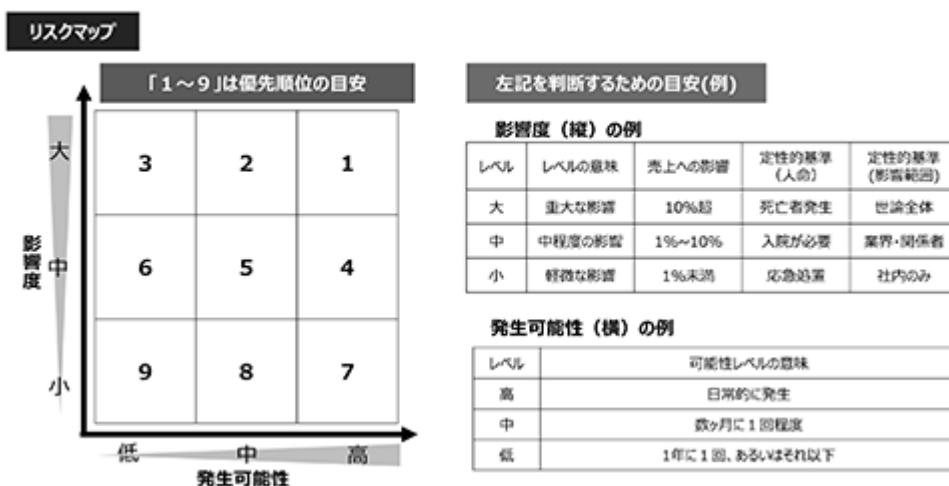 リスクマップ
「1～9」は優先順位の目安
大
3 2 1
影響度
中
6 5 4
小
9 8 7
低 中 高
発生可能性
左記を判断するための目安(例)
影響度（縦）の例
レベル レベルの意味 売上への影響 定性的基準（人命） 定性的基準(影響範囲)
大 重大な影響 10%超 死亡者発生 世論全体
中 中程度の影響 1%~10% 入院が必要 業界・関係者
小 軽微な影響 1%未満 応急処置 社内のみ
発生可能性（横）の例
レベル 可能性レベルの意味
高 日常的に発生
中 数ヶ月に1回程度
低 1年に1回、あるいはそれ以下